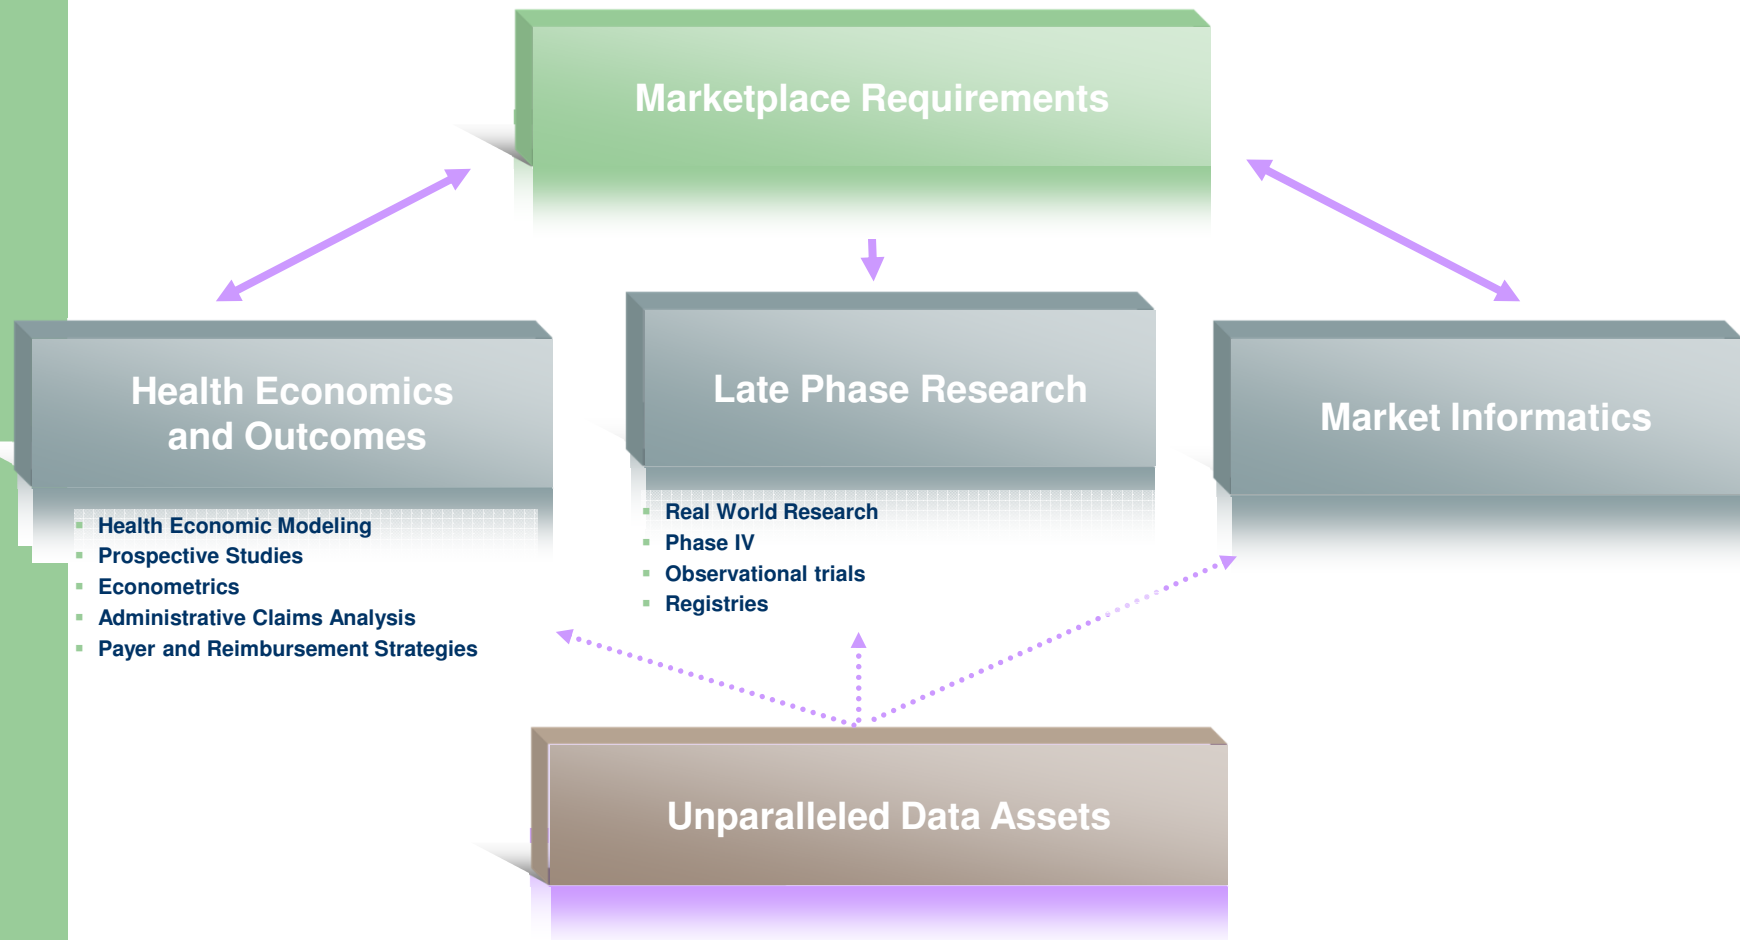 Marketplace Requirements
Health Economics
and Outcomes
Late Phase Research
Market Informatics
Health Economic Modeling
Prospective Studies
Econometrics
Administrative Claims Analysis
Payer and Reimbursement Strategies
Real World Research
Phase IV
Observational trials
Registries
Unparalleled Data Assets